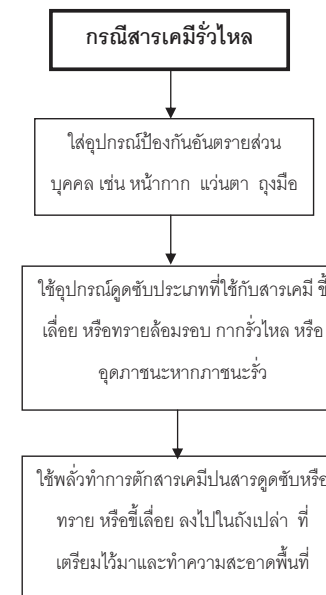 กรณีสารเคมีรั่วไหล
ใส่อุปกรณ์ป้องกันอันตรายส่วน
บุคคล เช่น หน้ากาก แว่นตา ถุงมือ
ใช้อุปกรณ์ดูดซับประเภทที่ใช้กับสารเคมี ขี้
เลื่อย หรือทรายล้อมรอบ กากรั่วไหล หรือ
อุดภาชนะหากภาชนะรั่ว
ใช้พลั่วทำการตักสารเคมีปนสารดูดซับหรือ
ทราย หรือขี้เลื่อย ลงไปในถังเปล่า ที่
เตรียมไว้มาและทำความสะอาดพื้นที่